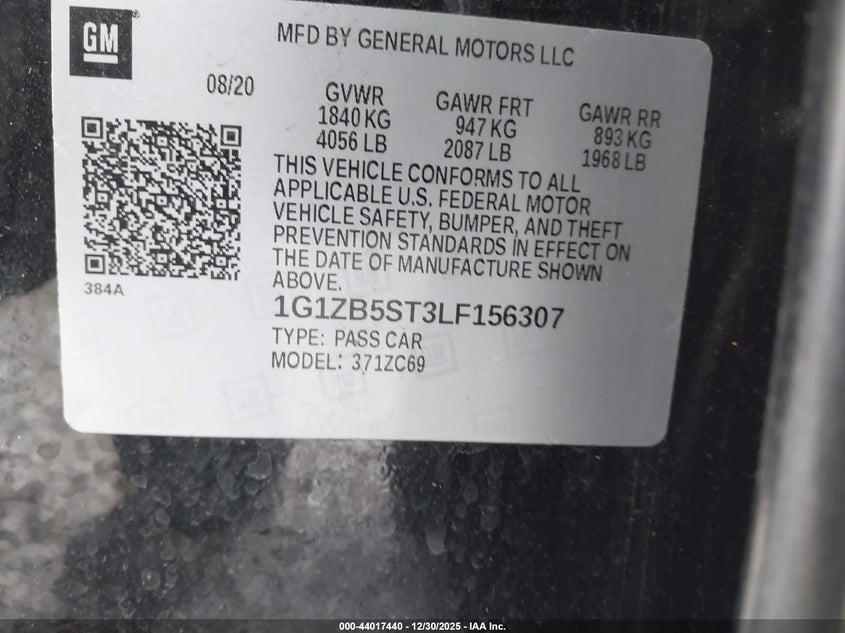 GM
MFD BY GENERAL MOTORS LLC
08/20
GVWR
1840 KG
4056 LB
GAWR FRT
947 KG
2087 LB
GAWR RR
893 KG
1968 LB
THIS VEHICLE CONFORMS TO ALL
APPLICABLE U.S. FEDERAL MOTOR
VEHICLE SAFETY, BUMPER, AND THEFT
PREVENTION STANDARDS IN EFFECT ON
THE DATE OF MANUFACTURE SHOWN
ABOVE.
384A
1G1ZB5ST3LF156307
TYPE: PASS CAR
MODEL: 371ZC69
000-44017440 - 12/30/2025 - IAA Inc.